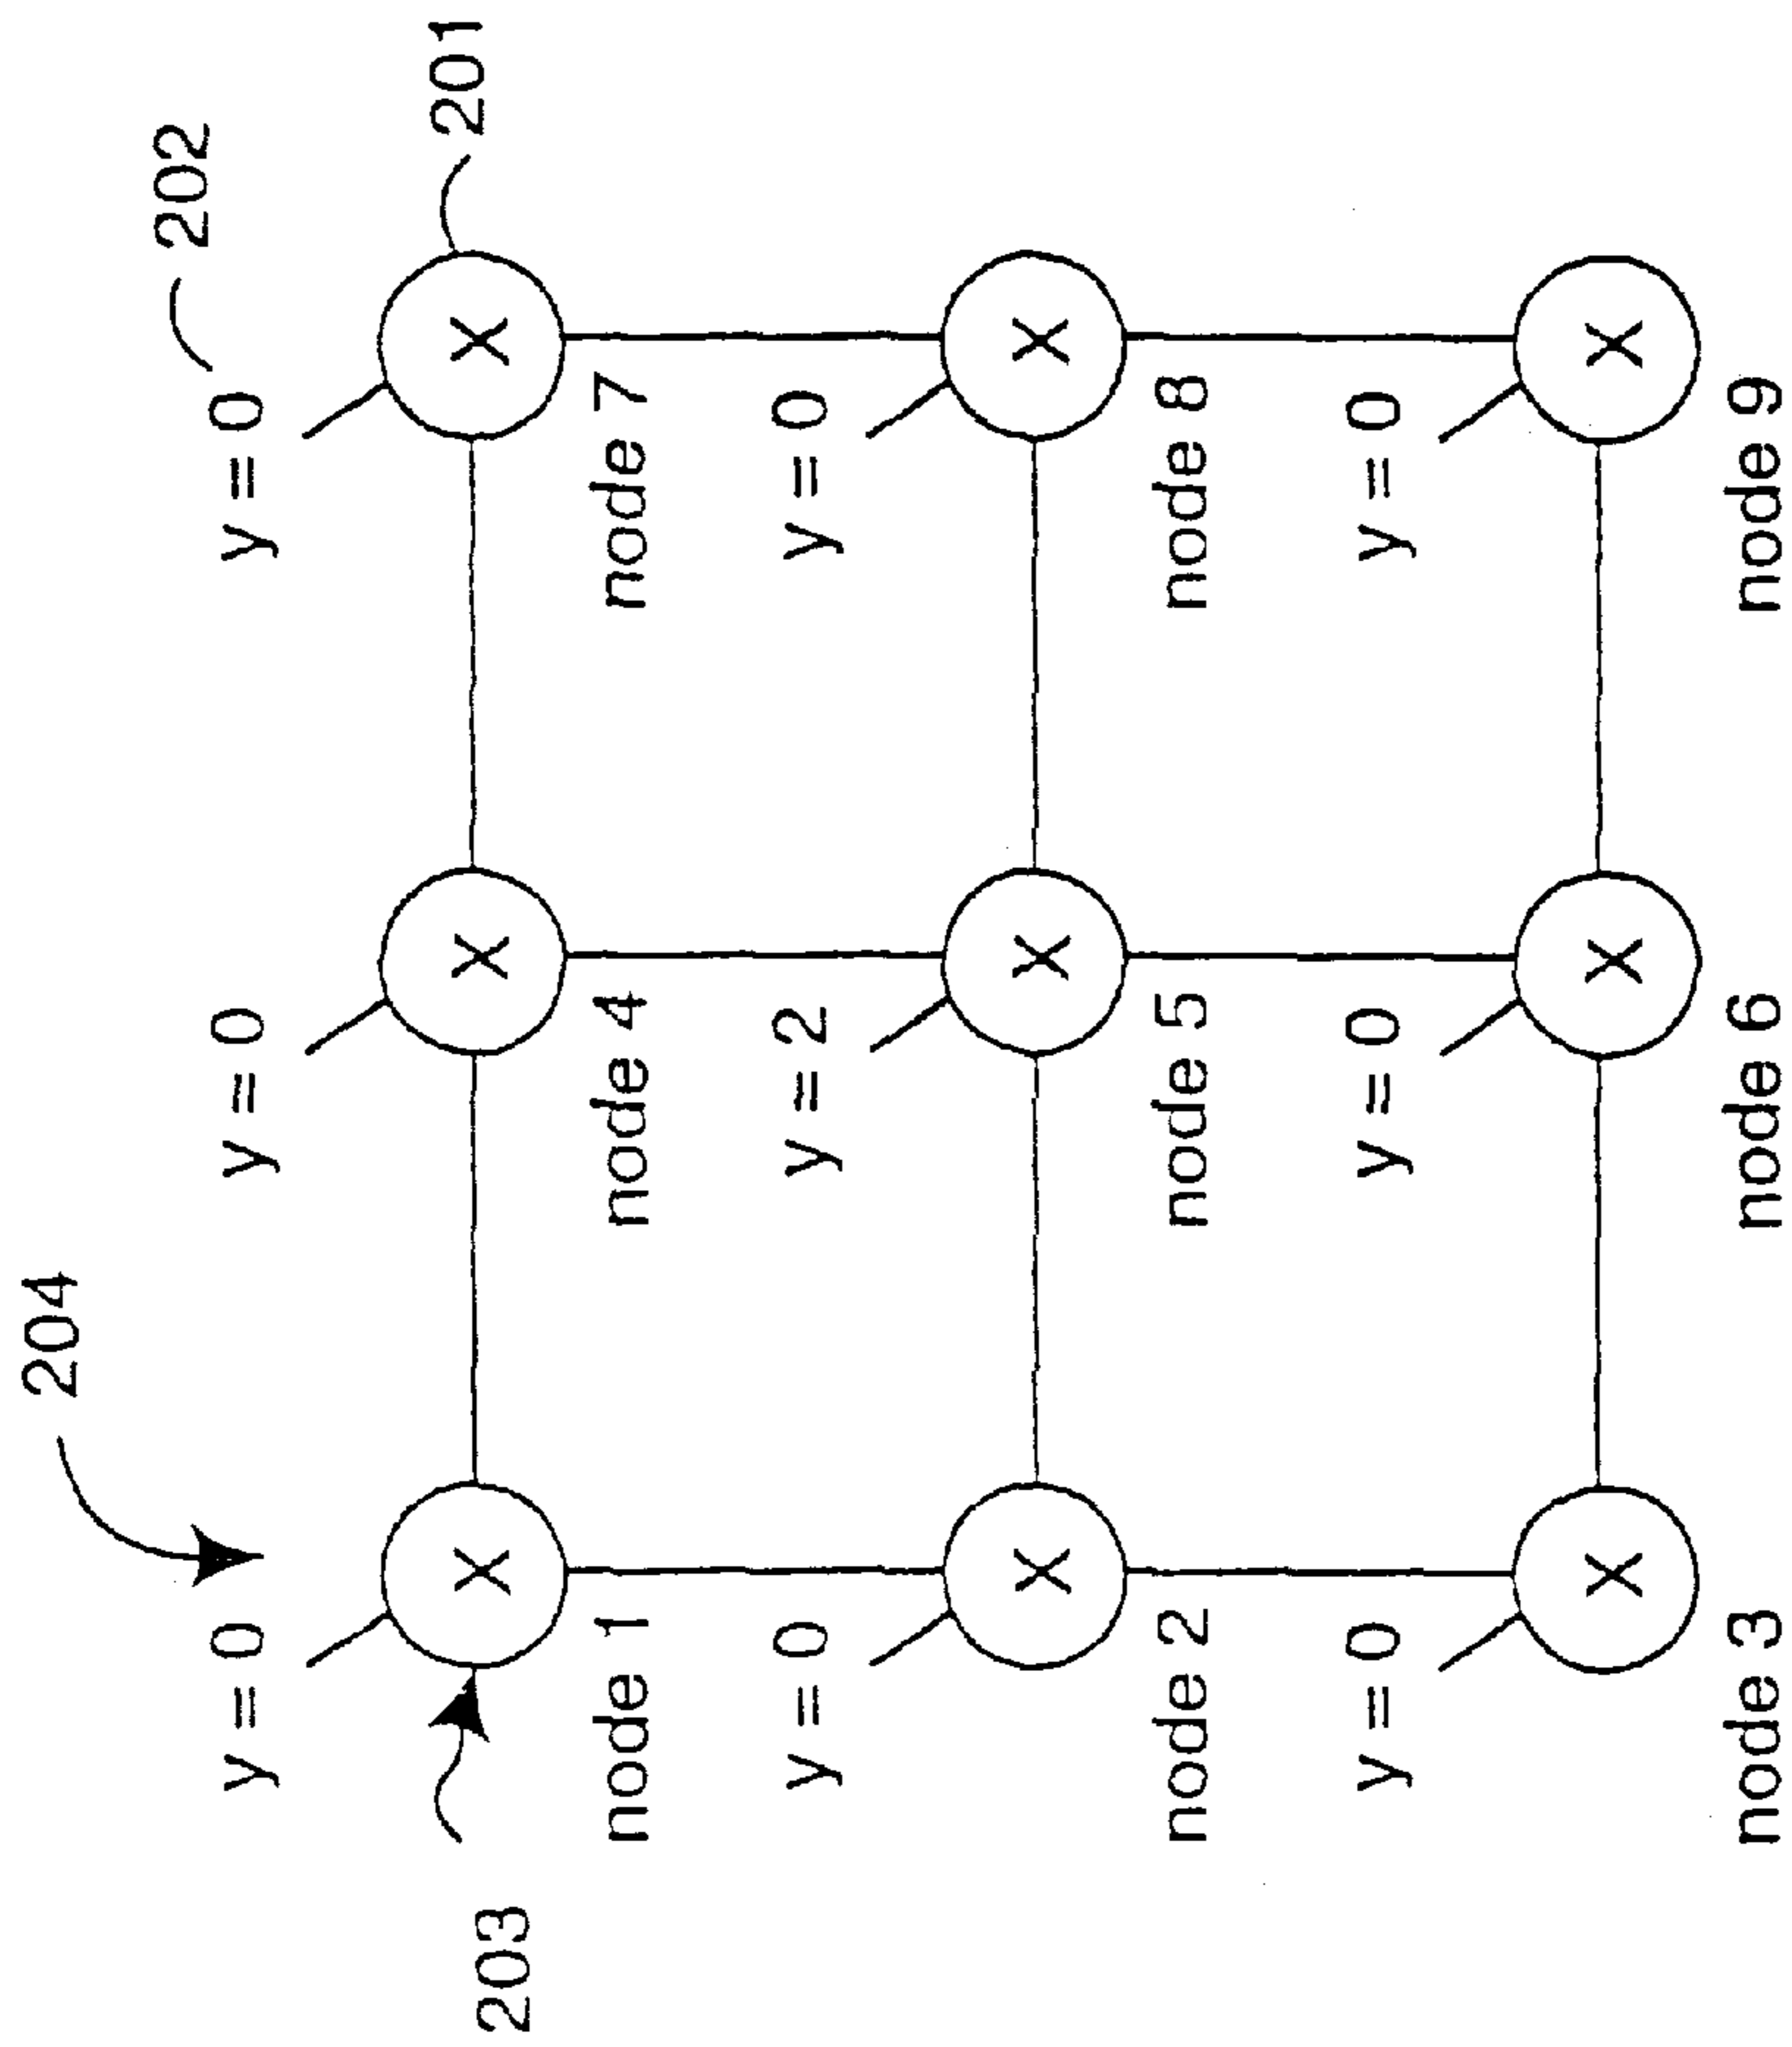 204
202
y = 0
y = 0
y = 0
201
203
x
x
x
node 1
node 4
node 7
y = 0
y = 2
y = 0
x
x
x
node 2
node 5
node 8
y = 0
y = 0
y = 0
x
x
x
node 3
node 6
node 9